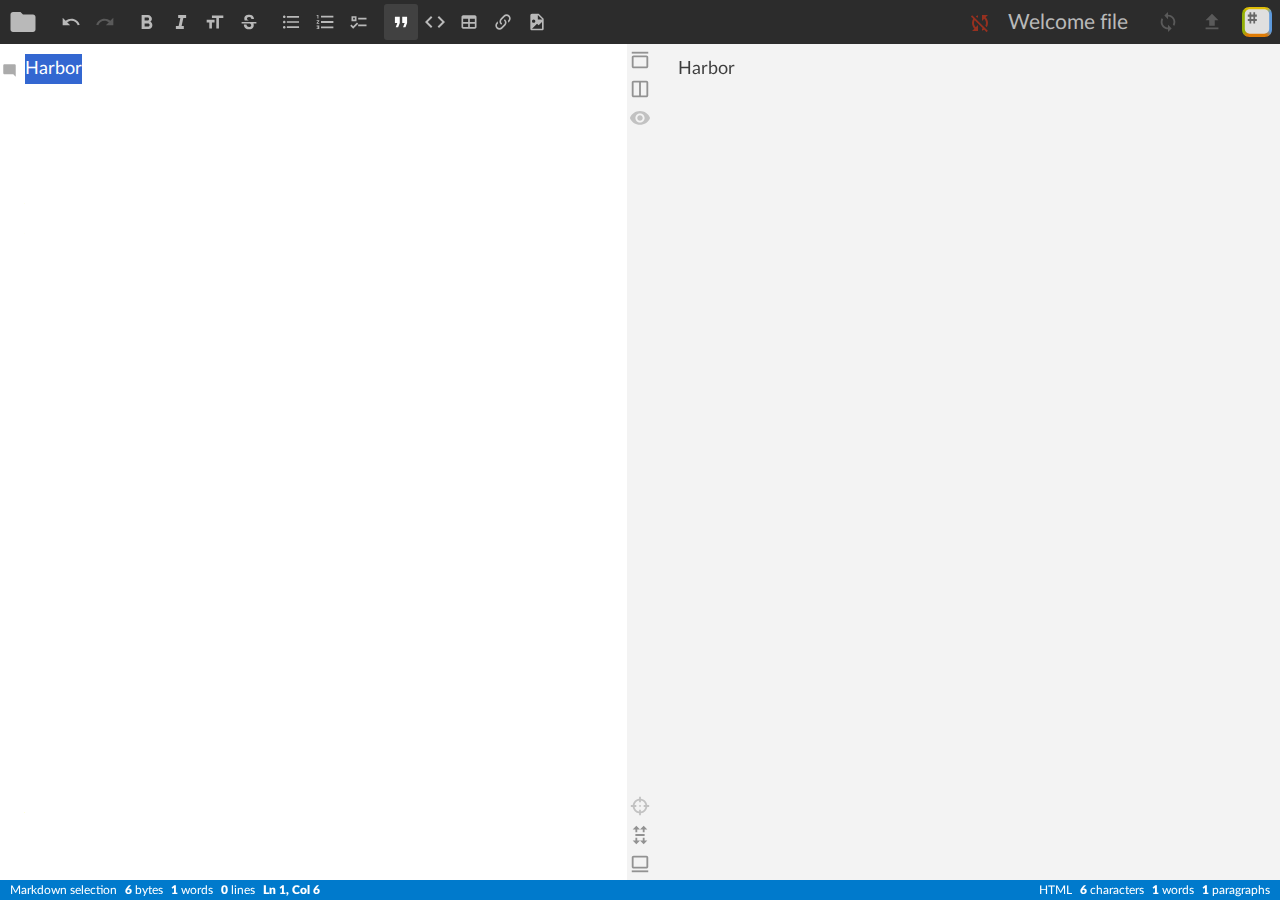 Welcome file
Harbor
Harbor
Markdown selection 6 bytes 1 words 0 lines Ln 1, Col 6
HTML 6 characters 1 words 1 paragraphs